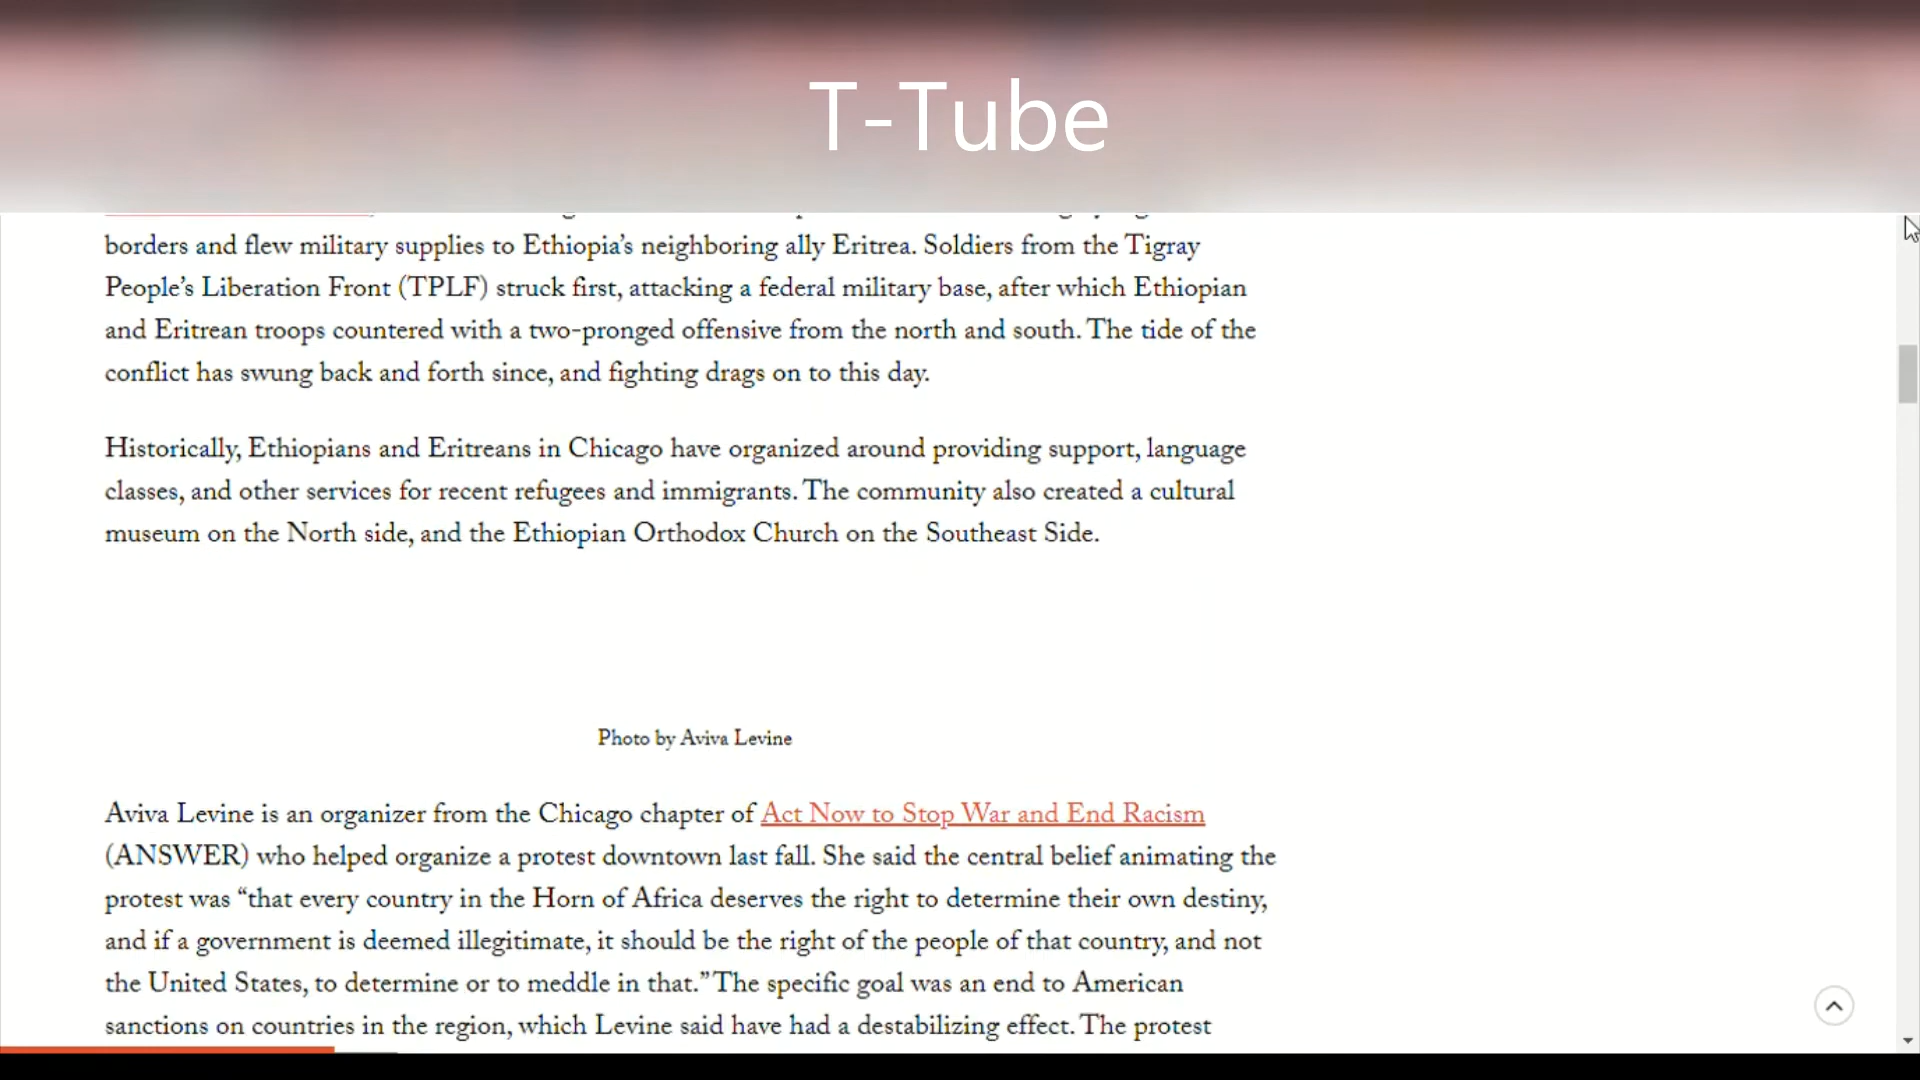 T-Tube
borders and flew military supplies to Ethiopia’s neighboring ally Eritrea. Soldiers from the Tigray
People’s Liberation Front (TPLF) struck first, attacking a federal military base, after which Ethiopian
and Eritrean troops countered with a two-pronged offensive from the north and south. The tide of the
conflict has swung back and forth since, and fighting drags on to this day.
Historically, Ethiopians and Eritreans in Chicago have organized around providing support, language
classes, and other services for recent refugees and immigrants. The community also created a cultural
museum on the North side, and the Ethiopian Orthodox Church on the Southeast Side.
Photo by Aviva Levine
Aviva Levine is an organizer from the Chicago chapter of Act Now to Stop War and End Racism
(ANSWER) who helped organize a protest downtown last fall. She said the central belief animating the
protest was “that every country in the Horn of Africa deserves the right to determine their own destiny,
and if a government is deemed illegitimate, it should be the right of the people of that country, and not
the United States, to determine or to meddle in that.” The specific goal was an end to American
sanctions on countries in the region, which Levine said have had a destabilizing effect. The protest